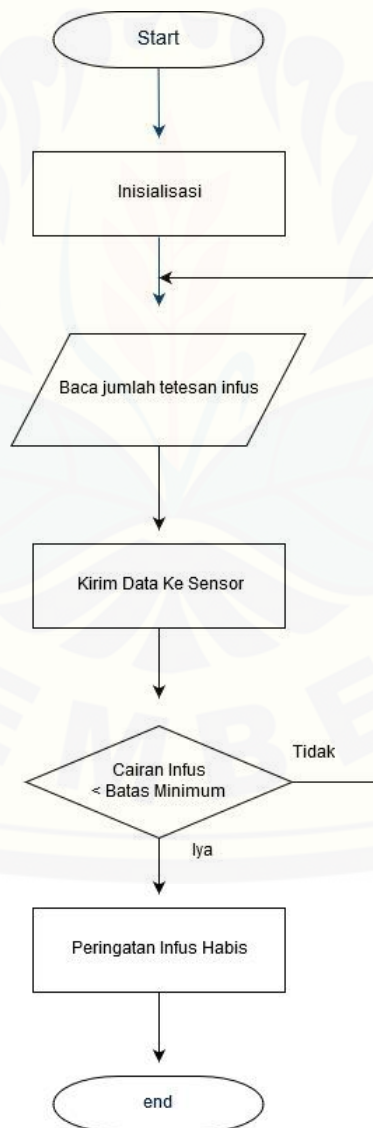 Start
Inisialisasi
Baca jumlah tetesan infus
Kirim Data Ke Sensor
Cairan Infus
< Batas Minimum
Tidak
Iya
Peringatan Infus Habis
end